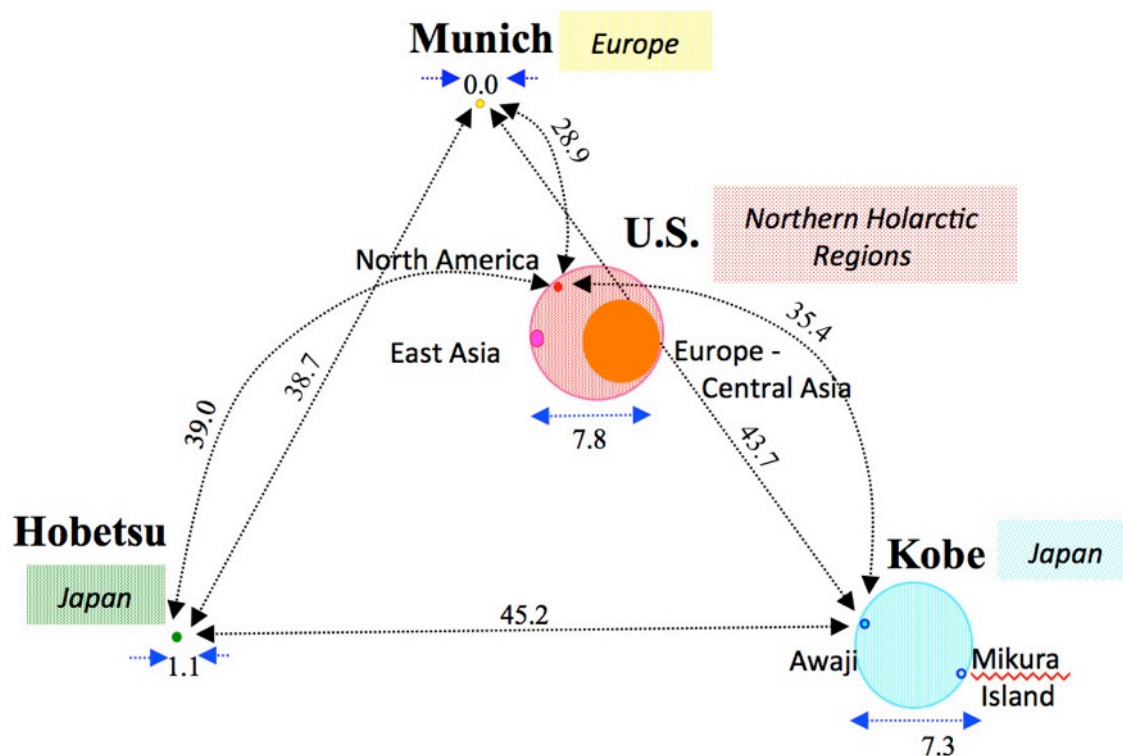 Munich
Europe
0.0
28.9
Northern Holarctic
Regions
U.S.
North America
35.4
East Asia
Europe -
Central Asia
38.7
39.0
7.8
43.7
Hobetsu
Kobe
Japan
Japan
45.2
1.1
Awaji
Mikura
Island
7.3